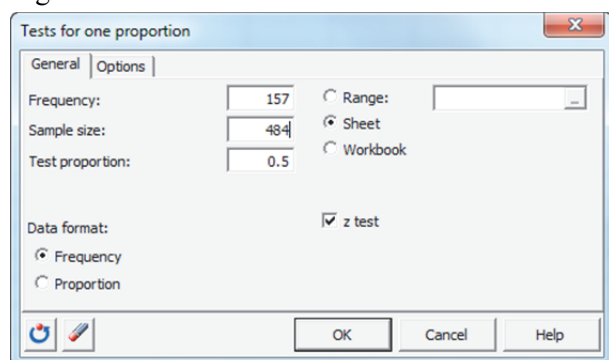 Tests for one proportion
General Options
Frequency: 157 Range:
Sample size: 484 Sheet
Test proportion: 0.5 Workbook
Data format: z test
Frequency
Proportion
OK Cancel Help